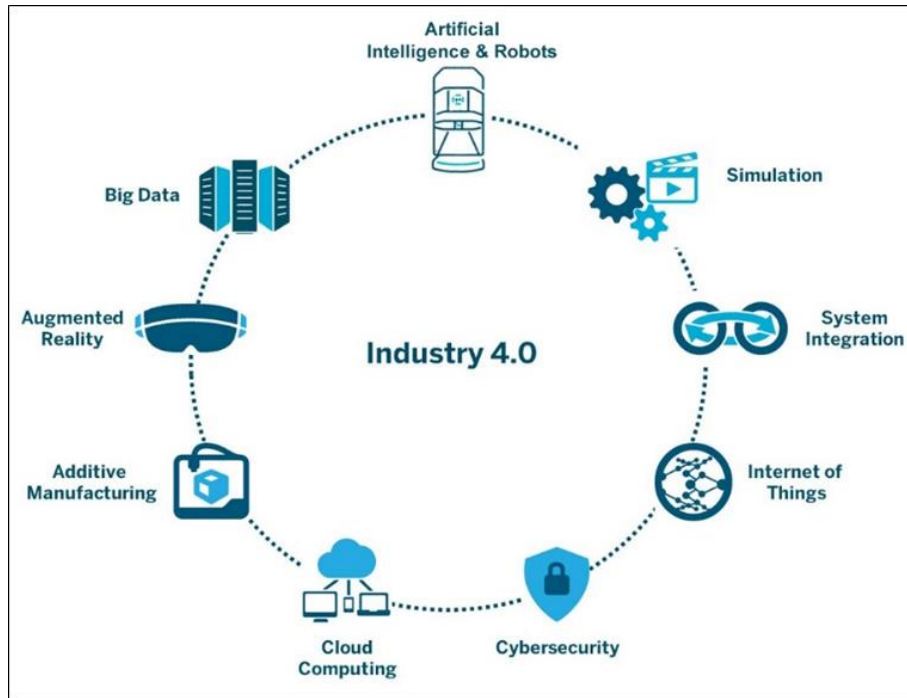 Artificial
Intelligence & Robots
Big Data
Simulation
Augmented
Reality
Industry 4.0
System
Integration
Additive
Manufacturing
Internet of
Things
Cloud
Computing
Cybersecurity